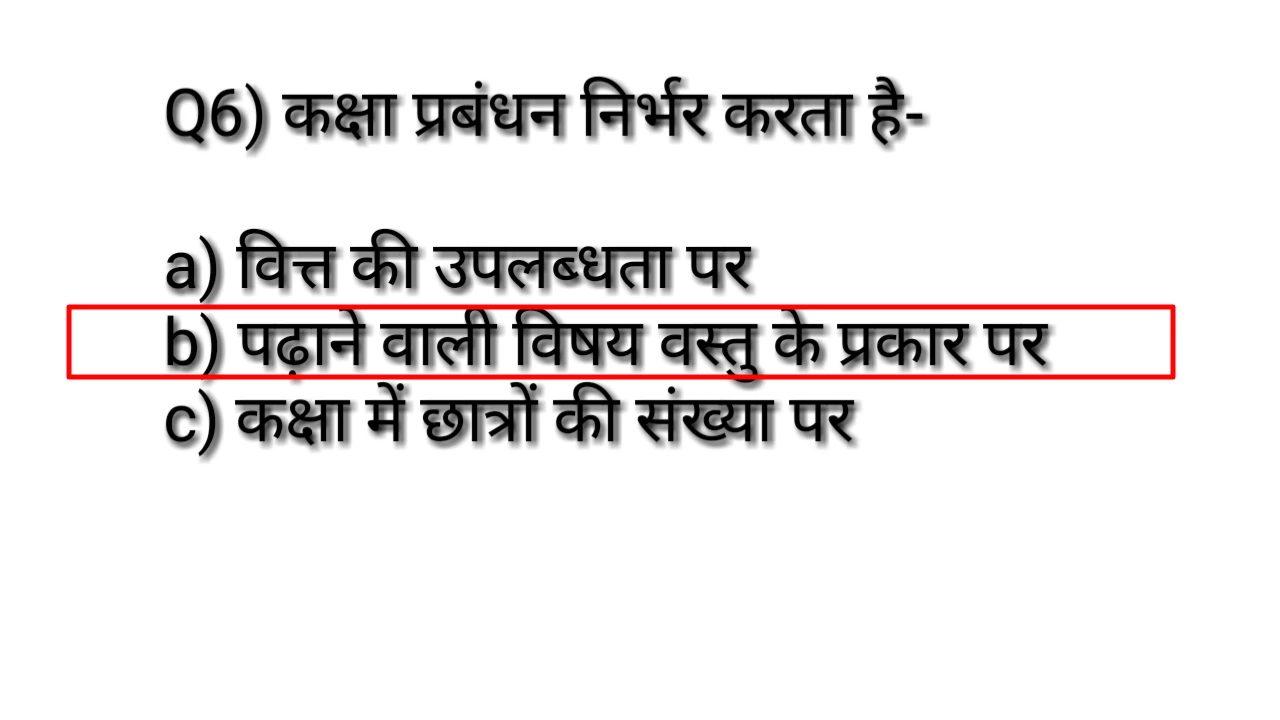 Q6) कक्षा प्रबंधन निर्भर करता है-
a) वित्त की उपलब्धता पर
b) पढ़ाने वाली विषय वस्तु के प्रकार पर
c) कक्षा में छात्रों की संख्या पर